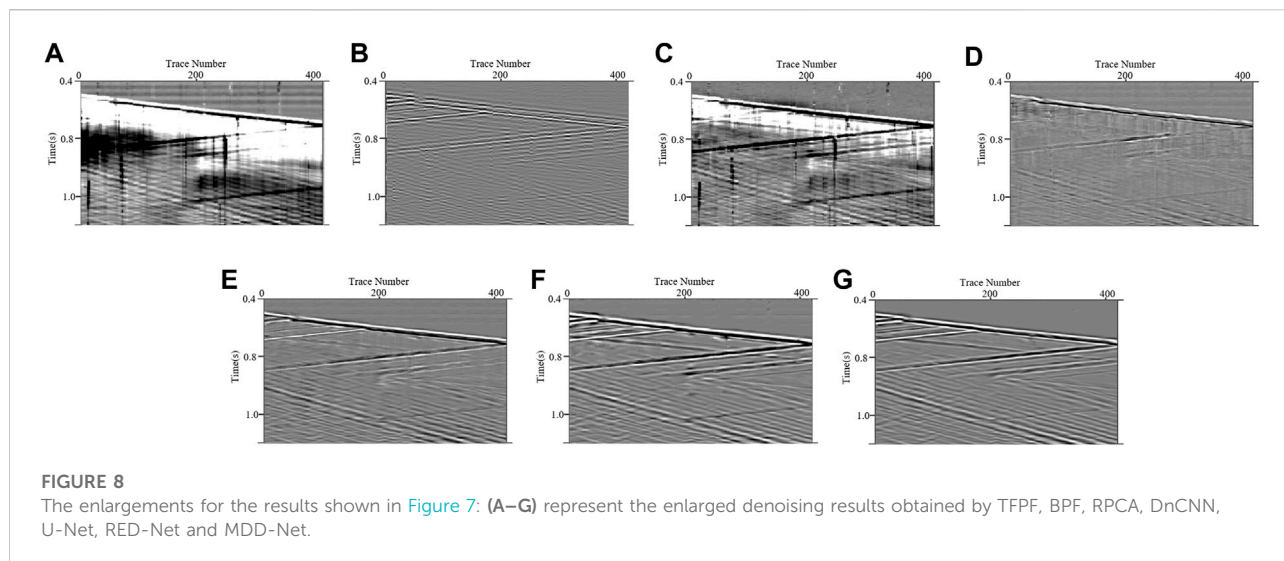 A B C D
Trace Number Trace Number Trace Number Trace Number
0 200 400 0 200 400 0 200 400 0 200 400
0.4 0.4 0.4 0.4
Time(s) Time(s) Time(s) Time(s)
0.8 0.8 0.8 0.8
1.0 1.0 1.0 1.0
E F G
Trace Number Trace Number Trace Number
0 200 400 0 200 400 0 200 400
0.4 0.4 0.4
Time(s) Time(s) Time(s)
0.8 0.8 0.8
1.0 1.0 1.0
FIGURE 8
The enlargements for the results shown in Figure 7: (A–G) represent the enlarged denoising results obtained by TFPF, BPF, RPCA, DnCNN,
U-Net, RED-Net and MDD-Net.